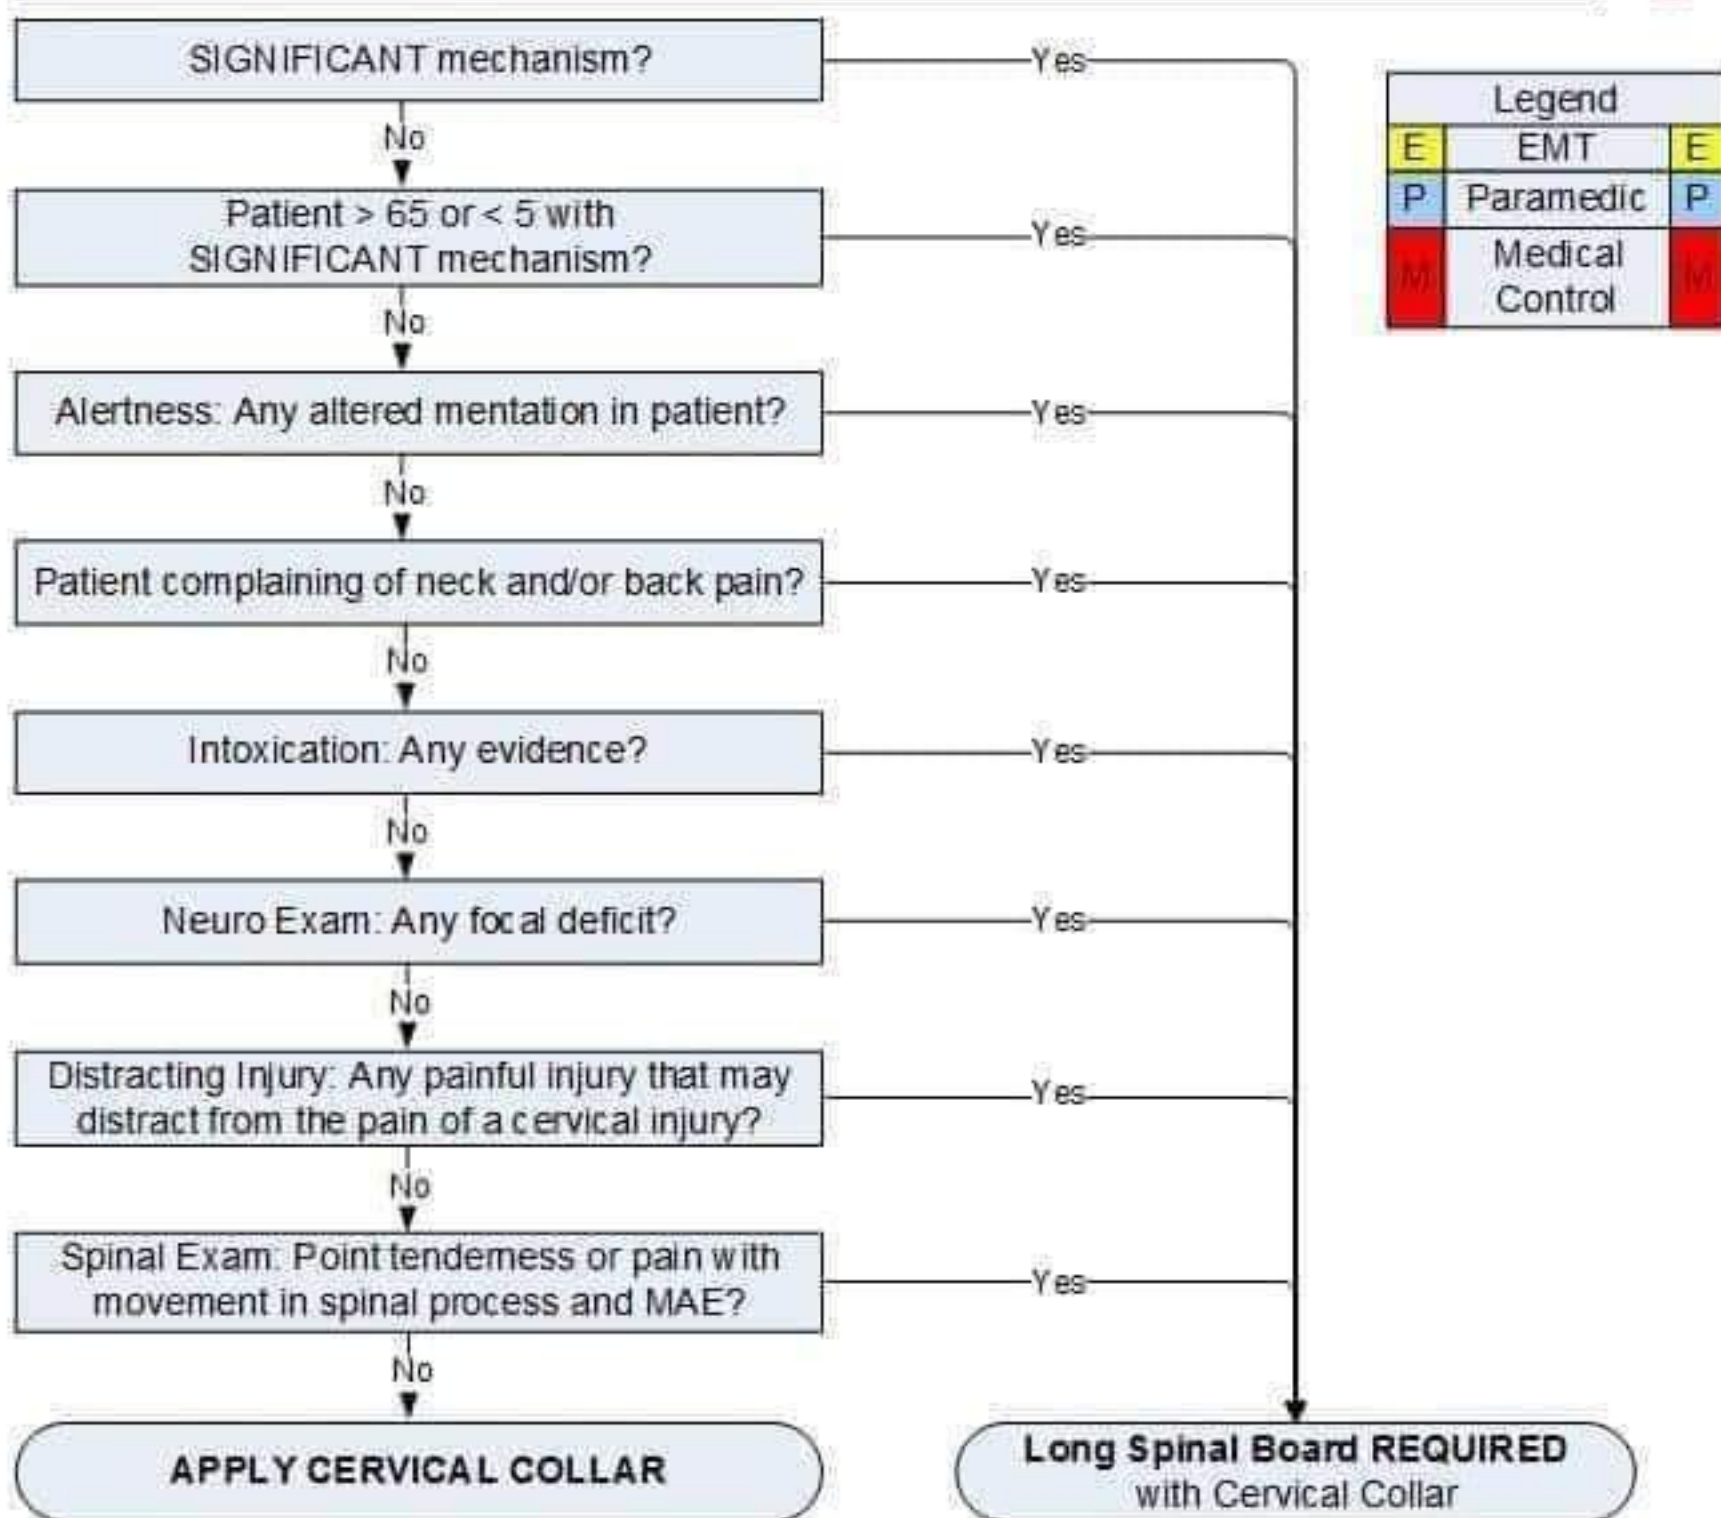 SIGNIFICANT mechanism?
Yes
No
Patient > 65 or < 5 with
SIGNIFICANT mechanism?
Yes
No
Alertness: Any altered mentation in patient?
Yes
No
Patient complaining of neck and/or back pain?
Yes
No
Intoxication: Any evidence?
Yes
No
Neuro Exam: Any focal deficit?
Yes
No
Distracting Injury: Any painful injury that may
distract from the pain of a cervical injury?
Yes
No
Spinal Exam: Point tenderness or pain with
movement in spinal process and MAE?
Yes
No
APPLY CERVICAL COLLAR
Long Spinal Board REQUIRED
with Cervical Collar
Legend
E EMT E
P Paramedic P
M Medical M
Control